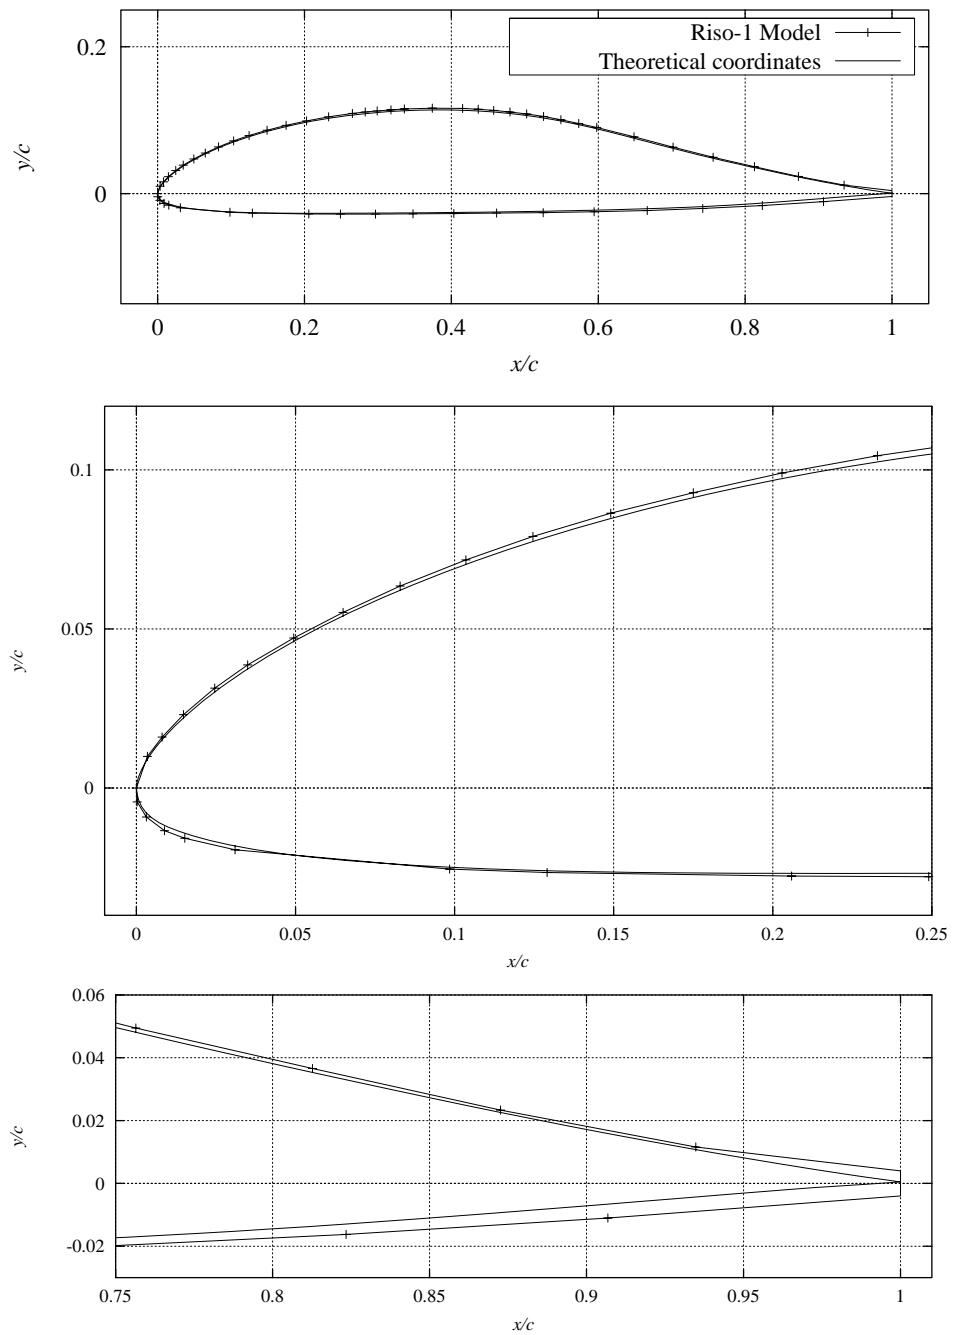 0.2
Riso-1 Model
Theoretical coordinates
y/c
0
0 0.2 0.4 0.6 0.8 1
x/c
0.1
0.05
y/c
0
0 0.05 0.1 0.15 0.2 0.25
x/c
0.06
0.04
0.02
y/c
0
-0.02
0.75 0.8 0.85 0.9 0.95 1
x/c